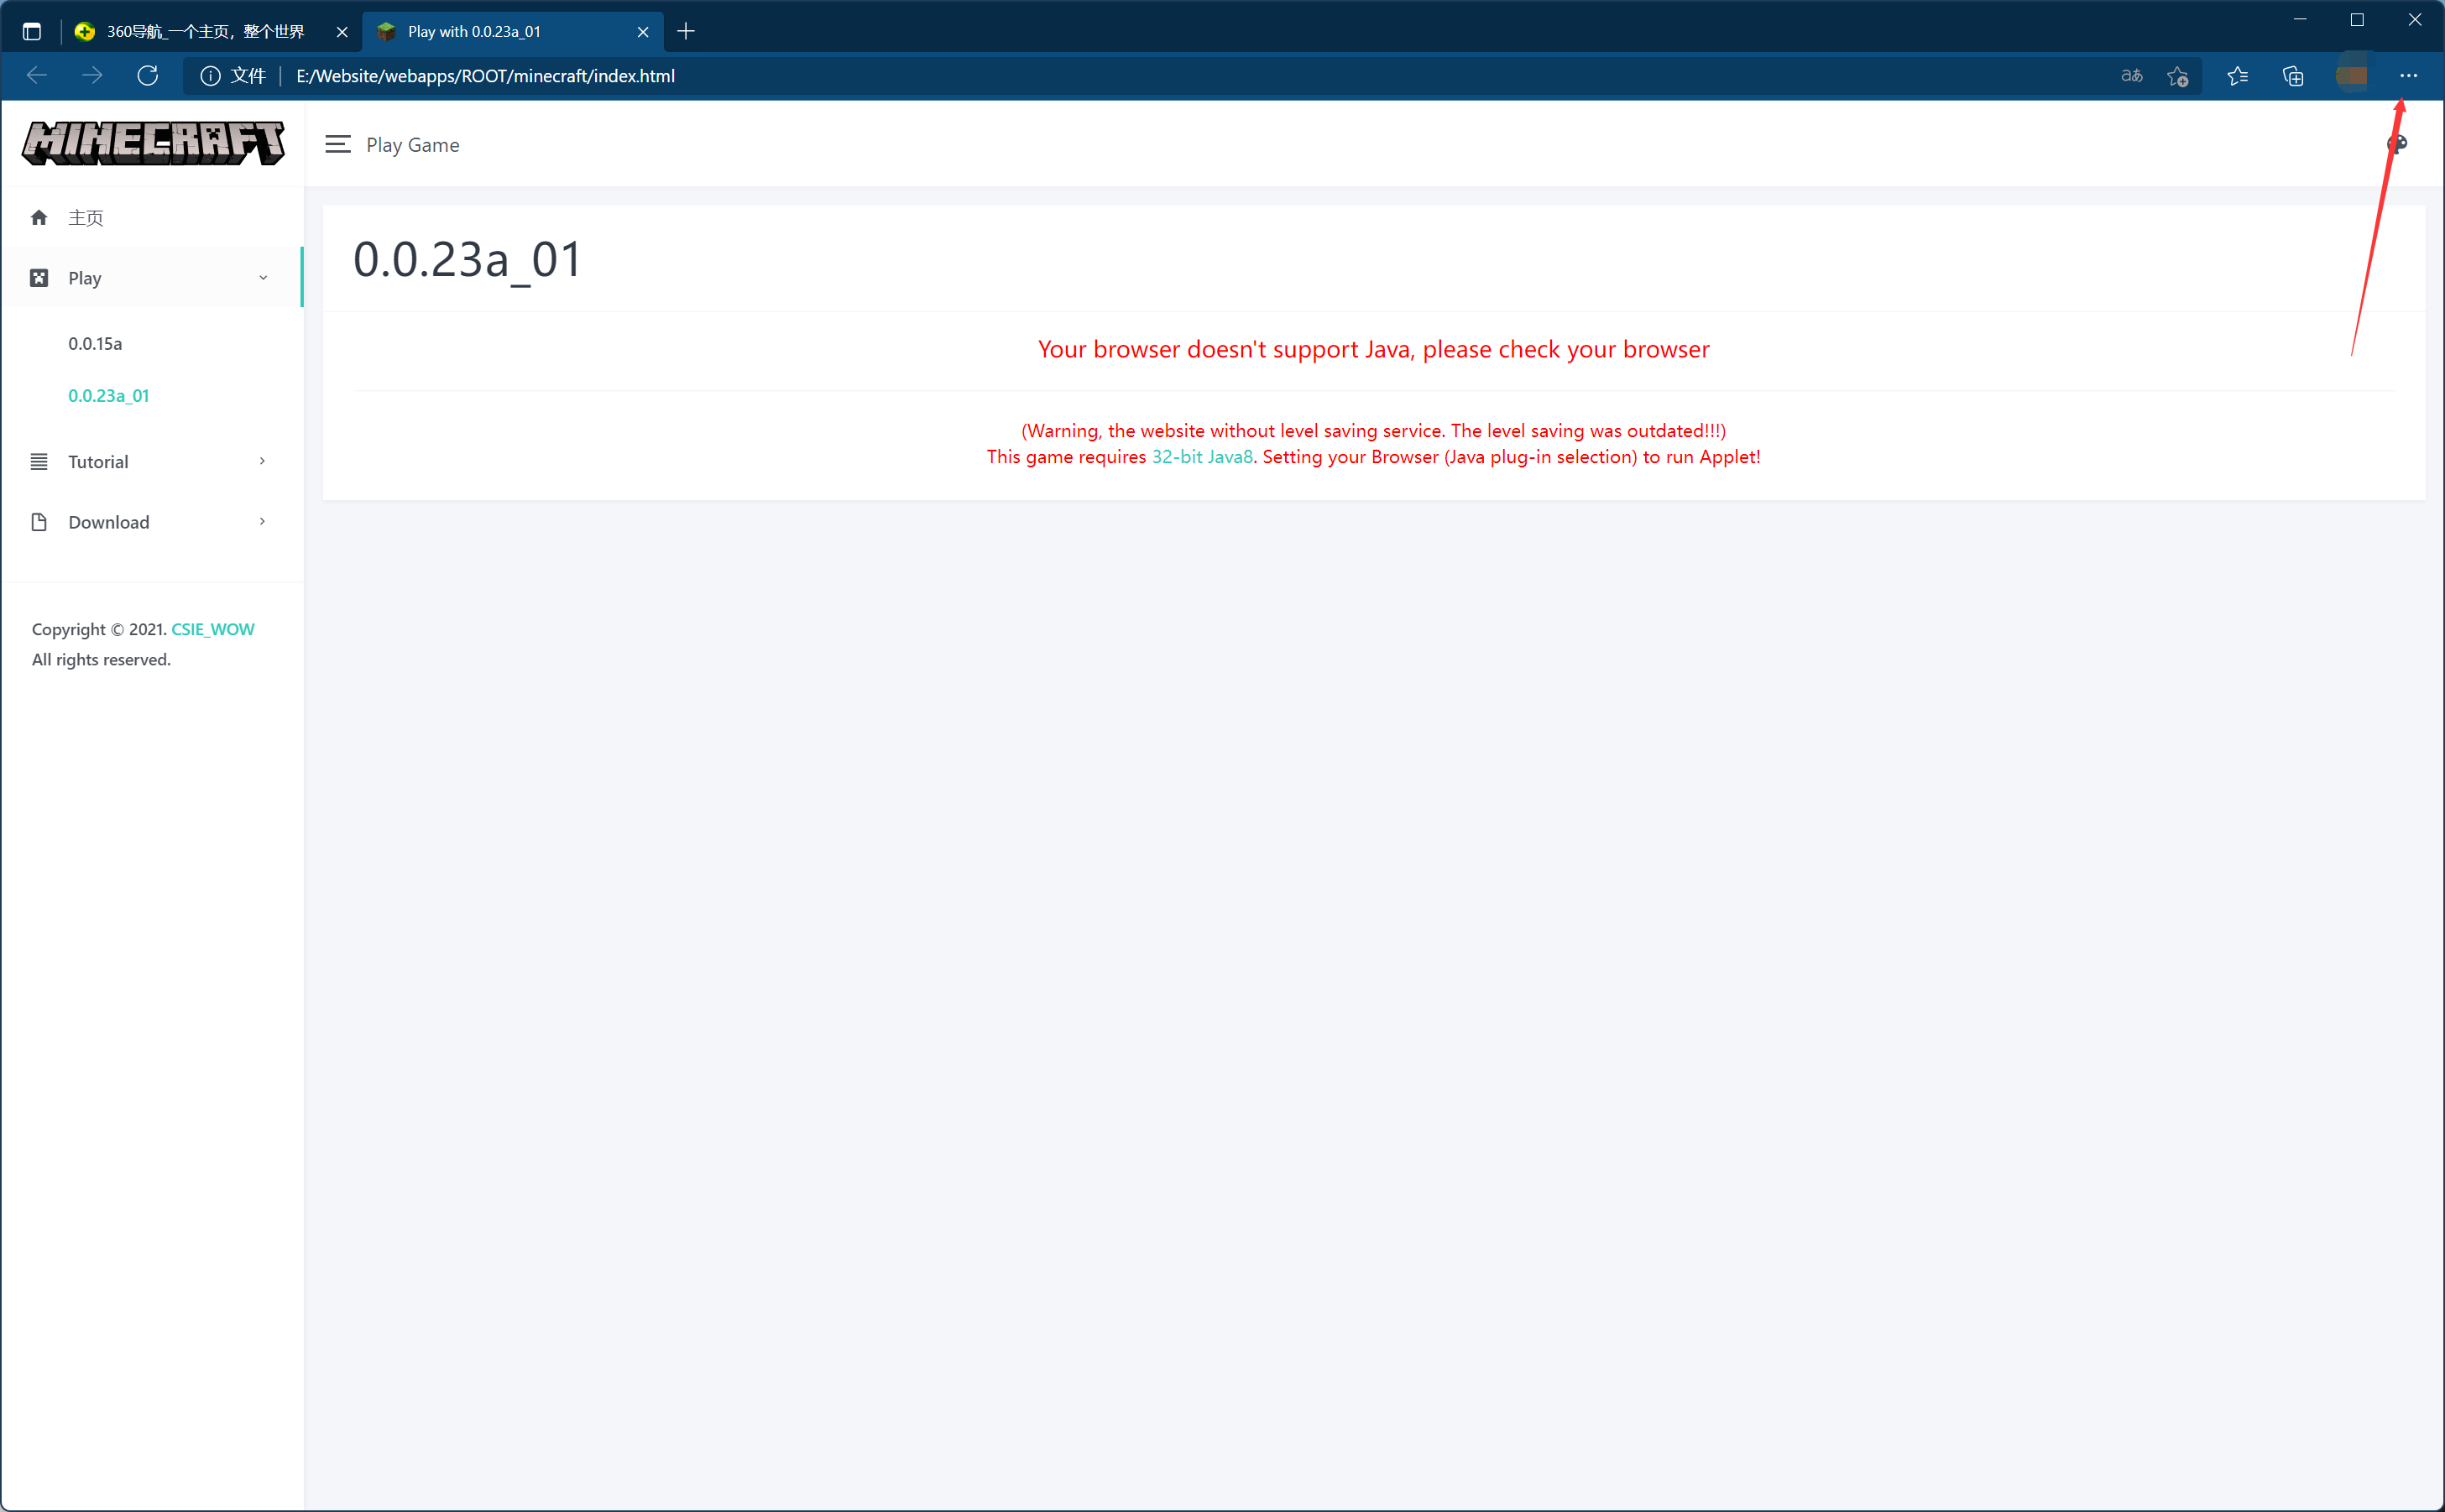 360导航_一个主页，整个世界
Play with 0.0.23a_01
文件
E:/Website/webapps/ROOT/minecraft/index.html
aあ
MINECRAFT
Play Game
主页
Play
0.0.15a
0.0.23a_01
Tutorial
Download
Copyright © 2021. CSIE_WOW
All rights reserved.
0.0.23a_01
Your browser doesn't support Java, please check your browser
(Warning, the website without level saving service. The level saving was outdated!!!)
This game requires 32-bit Java8. Setting your Browser (Java plug-in selection) to run Applet!